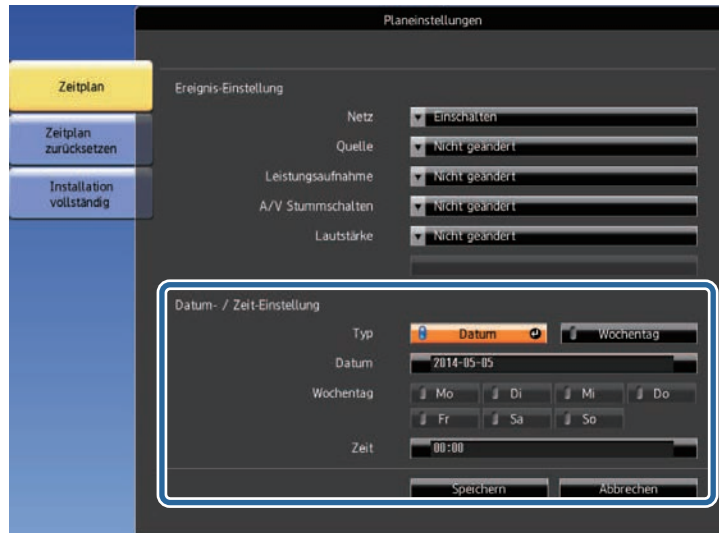 Planeinstellungen
Zeitplan
Zeitplan
zurücksetzen
Installation
vollständig
Ereignis-Einstellung
Netz Einschalten
Quelle Nicht geändert
Leistungsaufnahme Nicht geändert
A/V Stummschalten Nicht geändert
Lautstärke Nicht geändert
Datum- / Zeit-Einstellung
Typ Datum Wochentag
Datum 2014-05-05
Wochentag Mo Di Mi Do
Fr Sa So
Zeit 00:00
Speichern Abbrechen